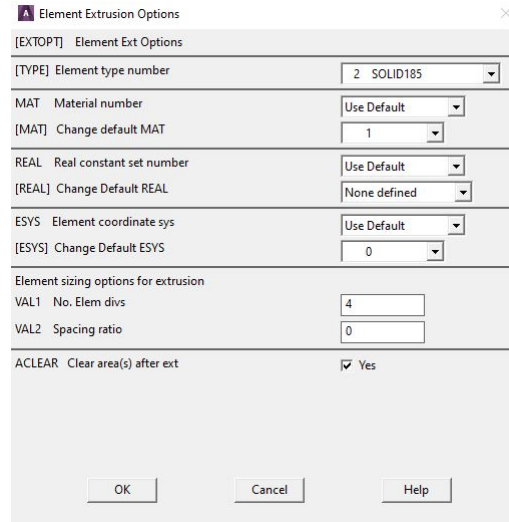 Element Extrusion Options
[EXTOPT] Element Ext Options
[TYPE] Element type number 2 SOLID185
MAT Material number Use Default
[MAT] Change default MAT 1
REAL Real constant set number Use Default
[REAL] Change Default REAL None defined
ESYS Element coordinate sys Use Default
[ESYS] Change Default ESYS 0
Element sizing options for extrusion
VAL1 No. Elem divs 4
VAL2 Spacing ratio 0
ACLEAR Clear area(s) after ext Yes
OK Cancel Help